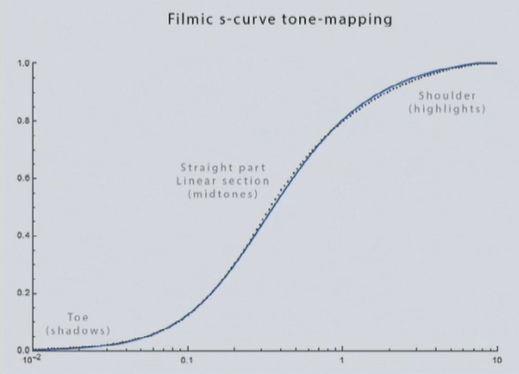 Filmic s-curve tone-mapping
1.0
Shoulder
(highlights)
0.8
Straight part
Linear section
(midtones)
0.6
0.4
0.2
Toe
(shadows)
0.0
10⁻² 0.1 1 10